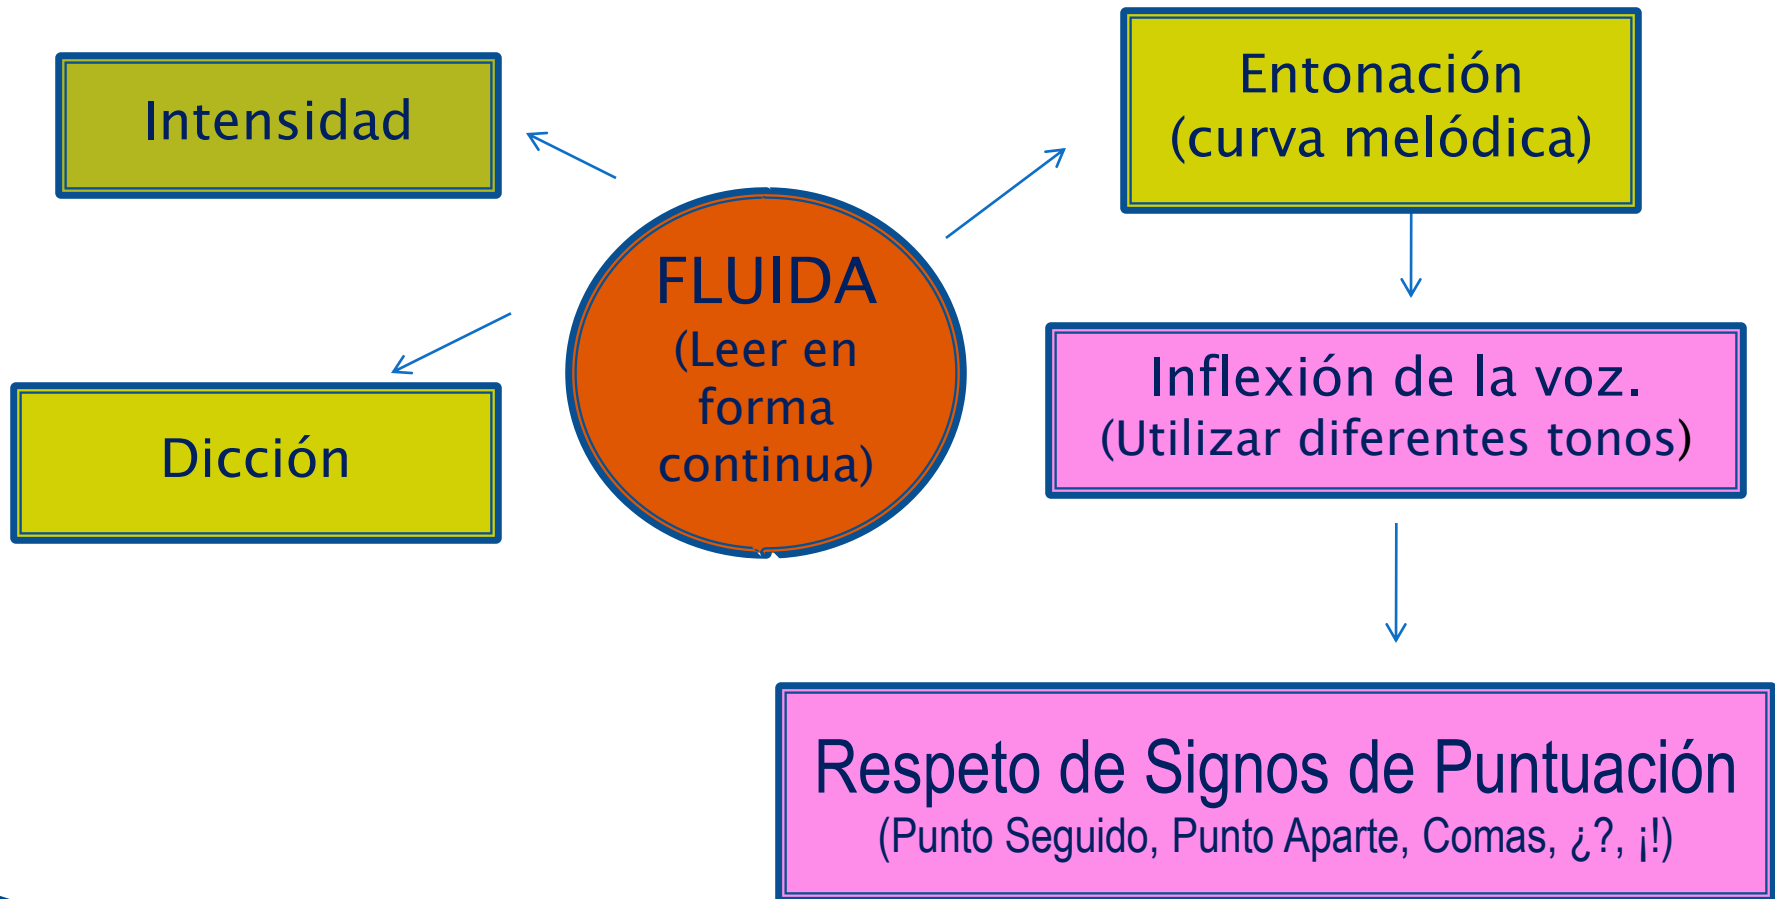 Intensidad
Entonación
(curva melódica)
FLUIDA
(Leer en
forma
continua)
Dicción
Inflexión de la voz.
(Utilizar diferentes tonos)
Respeto de Signos de Puntuación
(Punto Seguido, Punto Aparte, Comas, ¿?, ¡!)